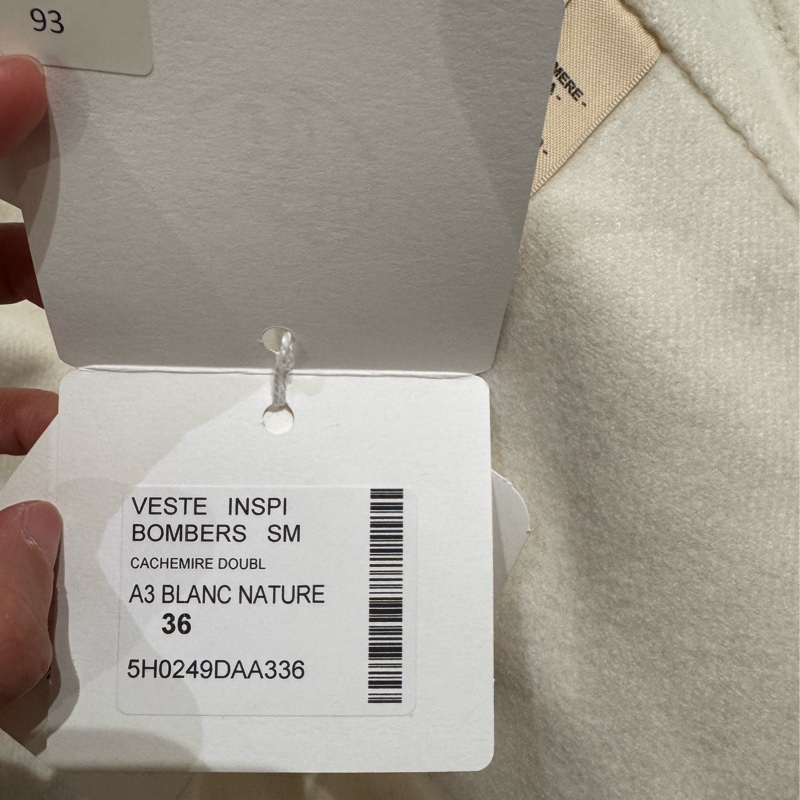 93
VESTE INSPI
BOMBERS SM
CACHEMIRE DOUBL
A3 BLANC NATURE
36
5H0249DAA336